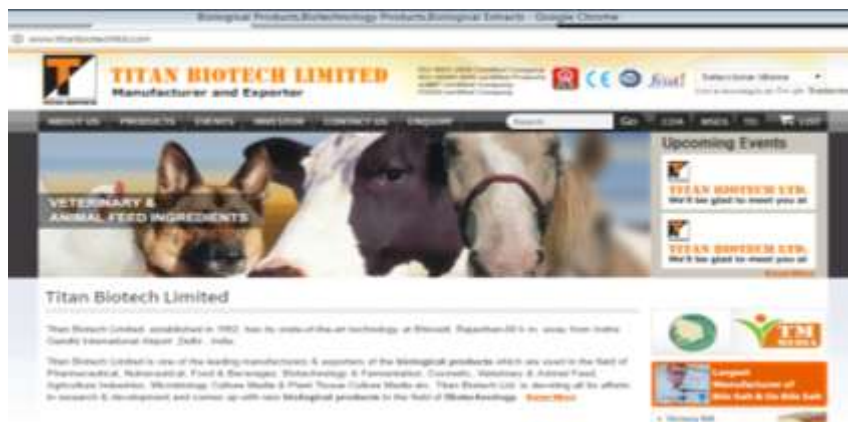 Biological Products,Biotechnology Products,Biological Extracts - Google Chrome
www.titanbiotechltd.com
TITAN BIOTECH LIMITED
Manufacturer and Exporter
Seleccionar idioma
ABOUT US PRODUCTS EVENTS INVESTOR CONTACT US ENQUIRY Search Go COA MSDS TDS LIST
Upcoming Events
VETERINARY &
ANIMAL FEED INGREDIENTS
TITAN BIOTECH LTD.
We'll be glad to meet you at
TITAN BIOTECH LTD.
We'll be glad to meet you at
Read More
Titan Biotech Limited
Titan Biotech Limited, established in 1992, has its state-of-the-art technology at Bhiwadi, Rajasthan-50 k.m. away from Indira
Gandhi International Airport, Delhi, India.
Titan Biotech Limited is one of the leading manufacturers & exporters of the biological products which are used in the field of
Pharmaceutical, Nutraceutical, Food & Beverages, Biotechnology & Fermentation, Cosmetic, Veterinary & Animal Feed,
Agriculture Industries, Microbiology Culture Media & Plant Tissue Culture Media etc. Titan Biotech Ltd. is devoting all its efforts
in research & development and comes up with new biological products in the field of Biotechnology. Read More
TM
MEDIA
Largest
Manufacturer of
Bile Salt & Ox Bile Salt